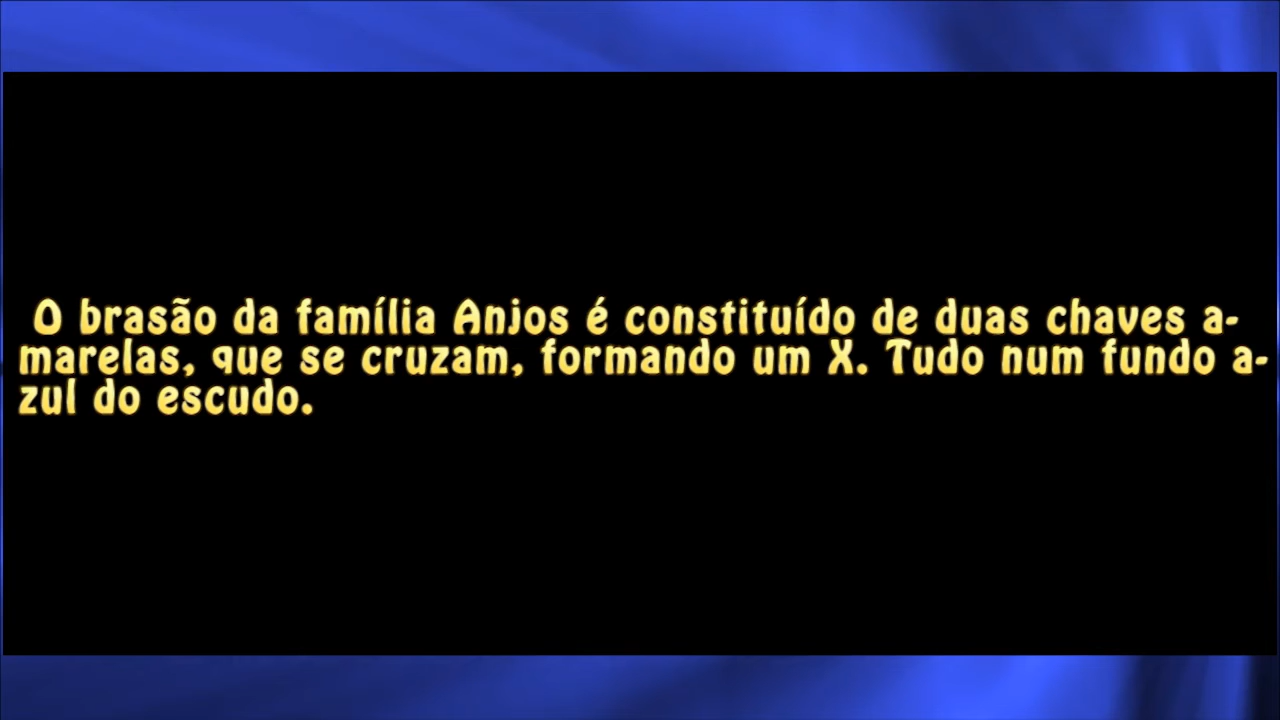 O brasão da família Anjos é constituído de duas chaves a-
marelas, que se cruzam, formando um X. Tudo num fundo a-
zul do escudo.